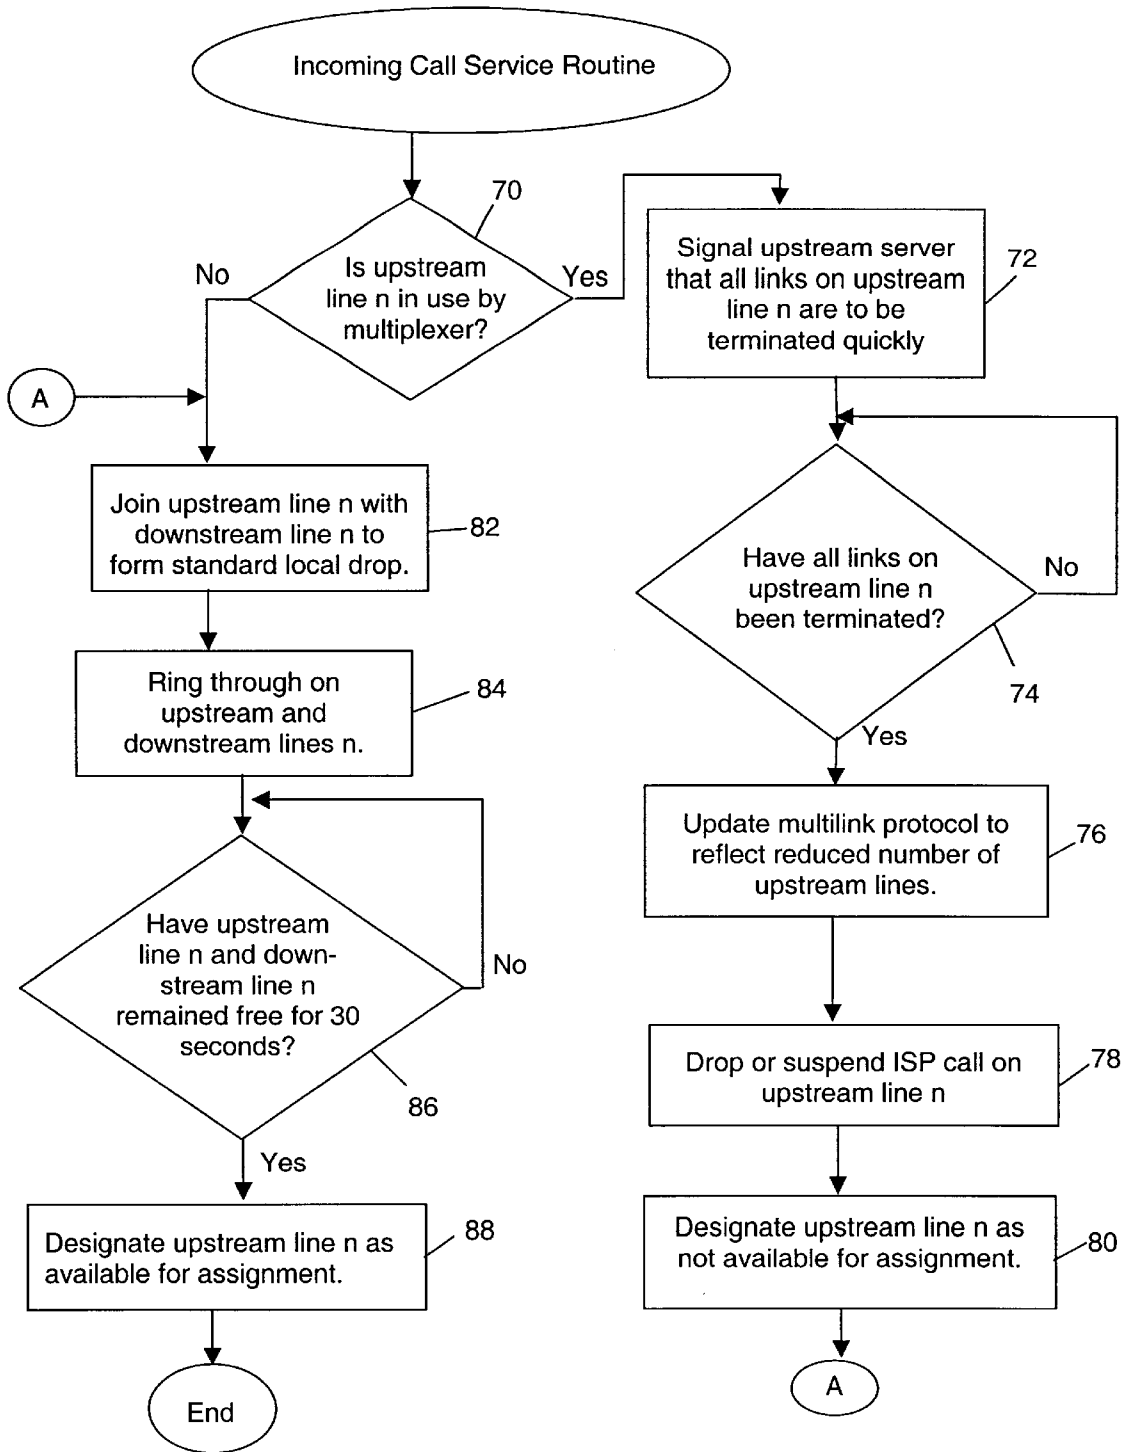 Incoming Call Service Routine
70
Is upstream
line n in use by
multiplexer?
No
Yes
Signal upstream server
that all links on upstream
line n are to be
terminated quickly
72
A
Join upstream line n with
downstream line n to
form standard local drop.
82
Have all links on
upstream line n
been terminated?
No
74
Yes
Ring through on
upstream and
downstream lines n.
84
Update multilink protocol to
reflect reduced number of
upstream lines.
76
Have upstream
line n and down-
stream line n
remained free for 30
seconds?
No
86
Yes
Drop or suspend ISP call on
upstream line n
78
Designate upstream line n as
available for assignment.
88
Designate upstream line n as
not available for assignment.
80
End
A